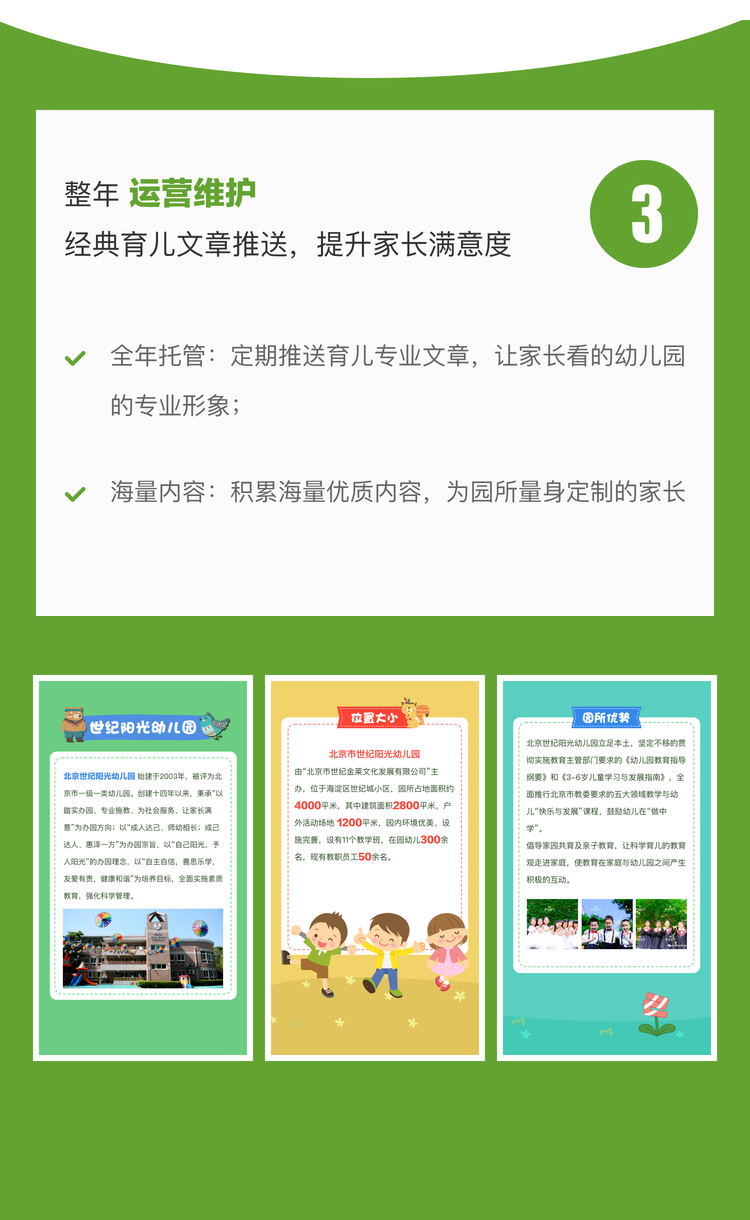 整年 运营维护
3
经典育儿文章推送，提升家长满意度
全年托管：定期推送育儿专业文章，让家长看的幼儿园
的专业形象；
海量内容：积累海量优质内容，为园所量身定制的家长
世纪阳光幼儿园
北京世纪阳光幼儿园 始建于2003年，被评为北
京市一级一类幼儿园。创建十四年以来，秉承“以
踏实办园、专业施教、为社会服务、让家长满
意”为办园方向；以“成人达己、师幼相长；成己
达人、惠泽一方”为办园宗旨，以“自己阳光，予
人阳光”的办园理念，以“自主自信，善思乐学，
友爱有责，健康和谐”为培养目标，全面实施素质
教育，强化科学管理。
位置大小
北京市世纪阳光幼儿园
由“北京市世纪金莱文化发展有限公司”主
办，位于海淀区世纪城小区，园所占地面积约
4000平米，其中建筑面积2800平米，户
外活动场地 1200平米，园内环境优美、设
施完善，设有11个教学班，在园幼儿300余
名，现有教职员工50余名。
园所优势
北京世纪阳光幼儿园立足本土，坚定不移的贯
彻实施教育主管部门要求的《幼儿园教育指导
纲要》和《3-6岁儿童学习与发展指南》，全
面推行北京市教委要求的五大领域教学与幼
儿“快乐与发展”课程，鼓励幼儿在“做中
学”。
倡导家园共育及亲子教育，让科学育儿的教育
观走进家庭，使教育在家庭与幼儿园之间产生
积极的互动。